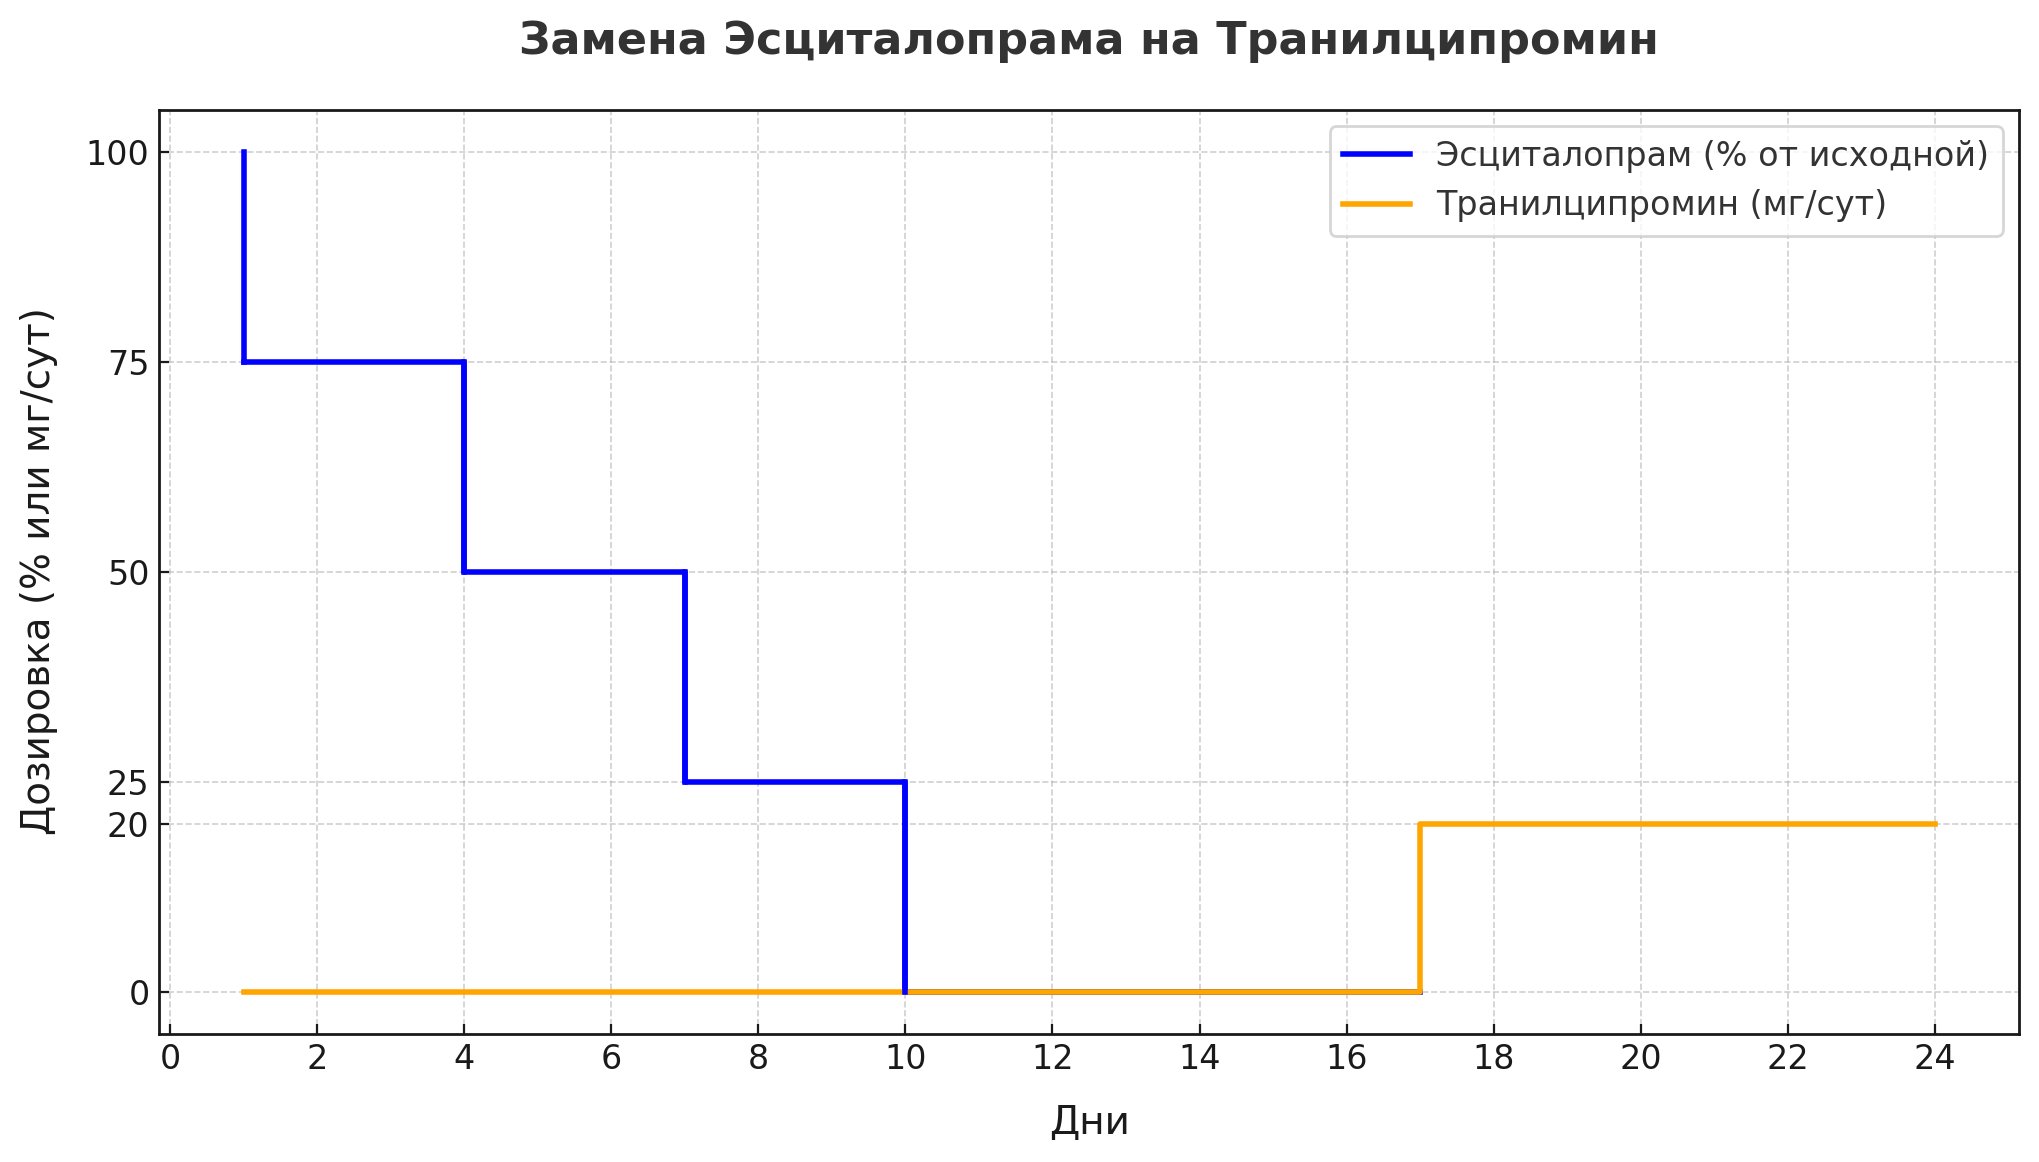 Замена Эсциталопрама на Транилципромин
Эсциталопрам (% от исходной)
Транилципромин (мг/сут)
Дозировка (% или мг/сут)
100
75
50
25
20
0
0 2 4 6 8 10 12 14 16 18 20 22 24
Дни